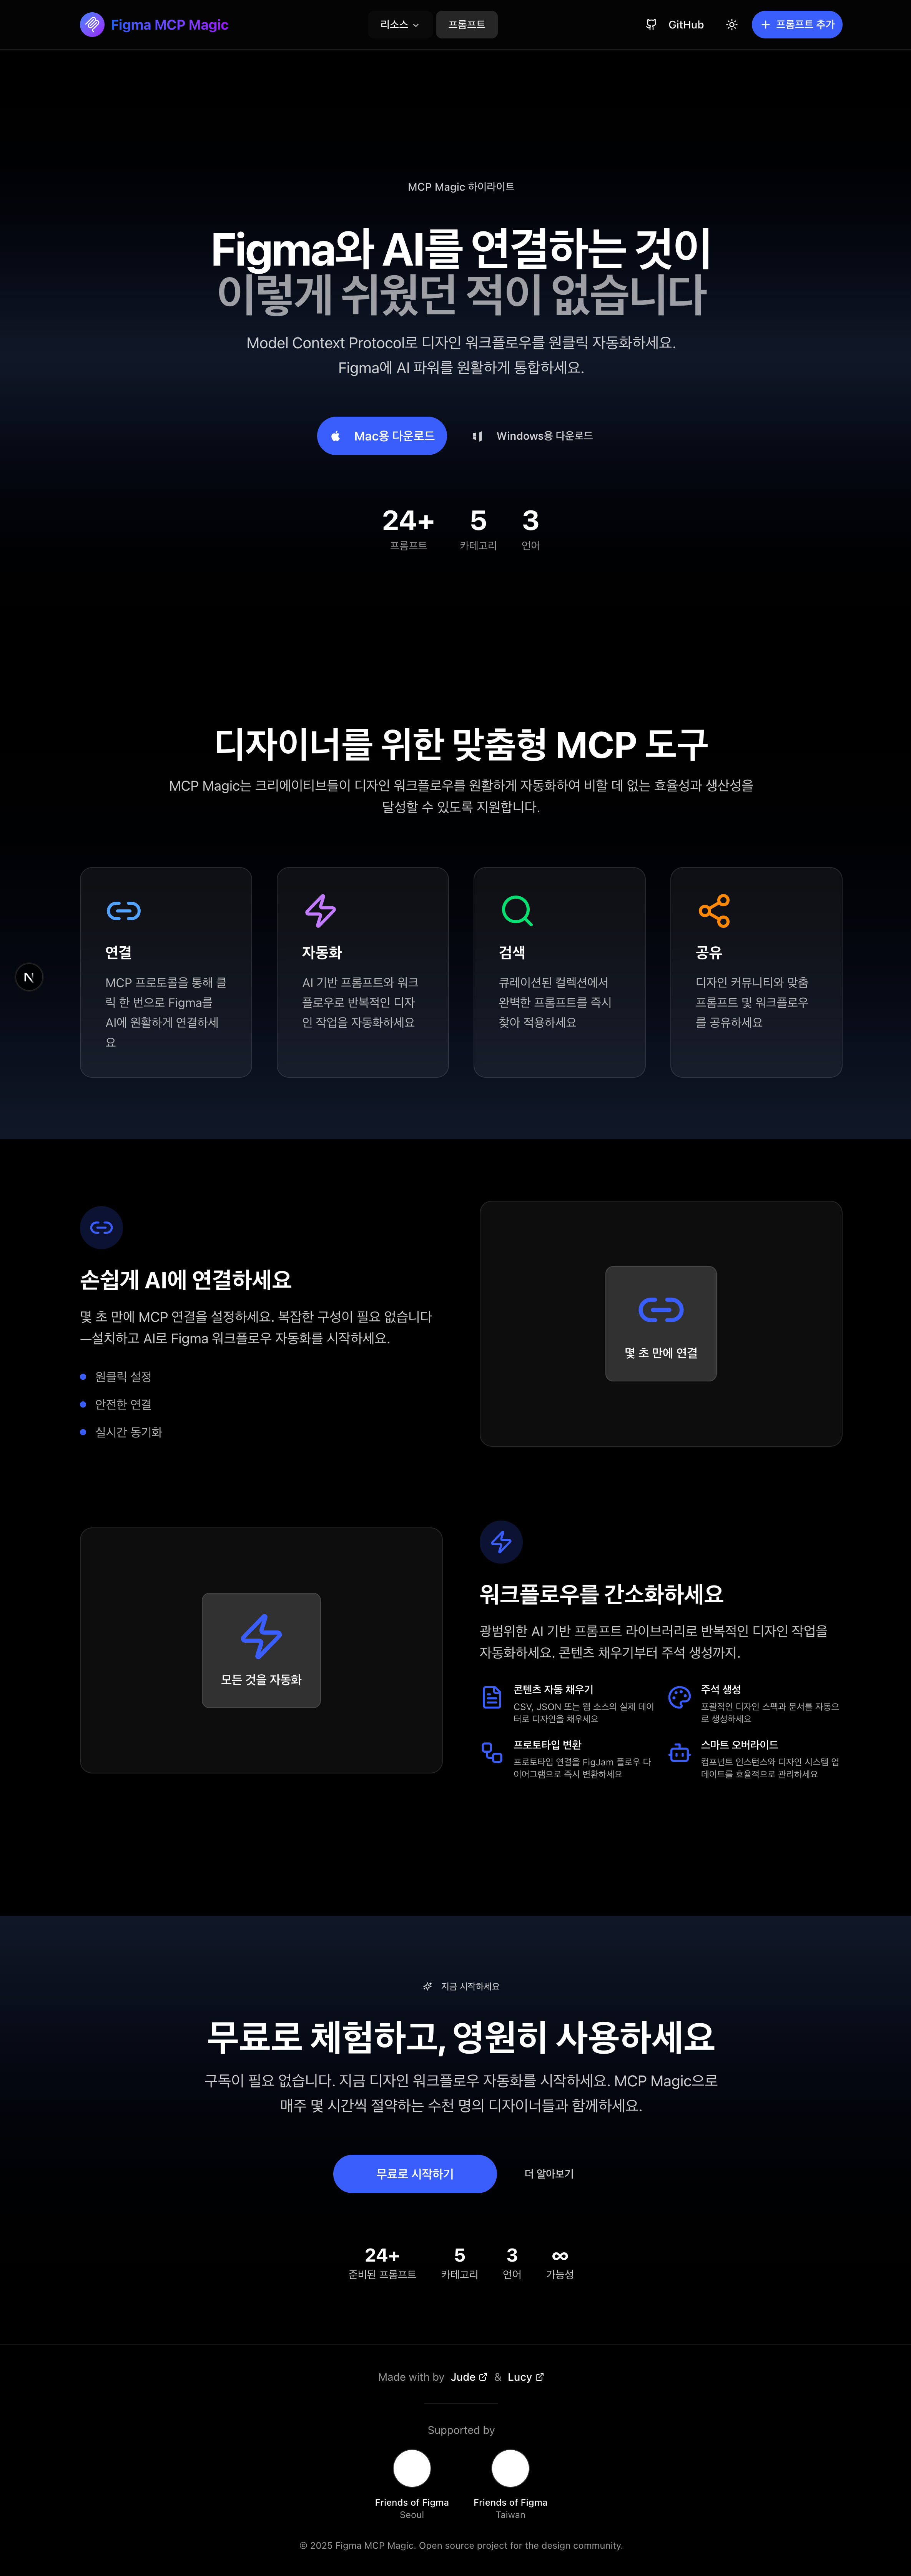 Figma MCP Magic
리소스
프롬프트
GitHub
프롬프트 추가
MCP Magic 하이라이트
Figma와 AI를 연결하는 것이
이렇게 쉬웠던 적이 없습니다
Model Context Protocol로 디자인 워크플로우를 원클릭 자동화하세요.
Figma에 AI 파워를 원활하게 통합하세요.
Mac용 다운로드
Windows용 다운로드
24+
5
3
프롬프트
카테고리
언어
디자이너를 위한 맞춤형 MCP 도구
MCP Magic는 크리에이티브들이 디자인 워크플로우를 원활하게 자동화하여 비할 데 없는 효율성과 생산성을
달성할 수 있도록 지원합니다.
연결
MCP 프로토콜을 통해 클
릭 한 번으로 Figma를
AI에 원활하게 연결하세
요
자동화
AI 기반 프롬프트와 워크
플로우로 반복적인 디자
인 작업을 자동화하세요
검색
큐레이션된 컬렉션에서
완벽한 프롬프트를 즉시
찾아 적용하세요
공유
디자인 커뮤니티와 맞춤
프롬프트 및 워크플로우
를 공유하세요
N
손쉽게 AI에 연결하세요
몇 초 만에 MCP 연결을 설정하세요. 복잡한 구성이 필요 없습니다
—설치하고 AI로 Figma 워크플로우 자동화를 시작하세요.
원클릭 설정
안전한 연결
실시간 동기화
몇 초 만에 연결
모든 것을 자동화
워크플로우를 간소화하세요
광범위한 AI 기반 프롬프트 라이브러리로 반복적인 디자인 작업을
자동화하세요. 콘텐츠 채우기부터 주석 생성까지.
콘텐츠 자동 채우기
CSV, JSON 또는 웹 소스의 실제 데이
터로 디자인을 채우세요
주석 생성
포괄적인 디자인 스펙과 문서를 자동으
로 생성하세요
프로토타입 변환
프로토타입 연결을 FigJam 플로우 다
이어그램으로 즉시 변환하세요
스마트 오버라이드
컴포넌트 인스턴스와 디자인 시스템 업
데이트를 효율적으로 관리하세요
지금 시작하세요
무료로 체험하고, 영원히 사용하세요
구독이 필요 없습니다. 지금 디자인 워크플로우 자동화를 시작하세요. MCP Magic으로
매주 몇 시간씩 절약하는 수천 명의 디자이너들과 함께하세요.
무료로 시작하기
더 알아보기
24+
5
3
∞
준비된 프롬프트
카테고리
언어
가능성
Made with by Jude & Lucy
Supported by
Friends of Figma
Seoul
Friends of Figma
Taiwan
© 2025 Figma MCP Magic. Open source project for the design community.